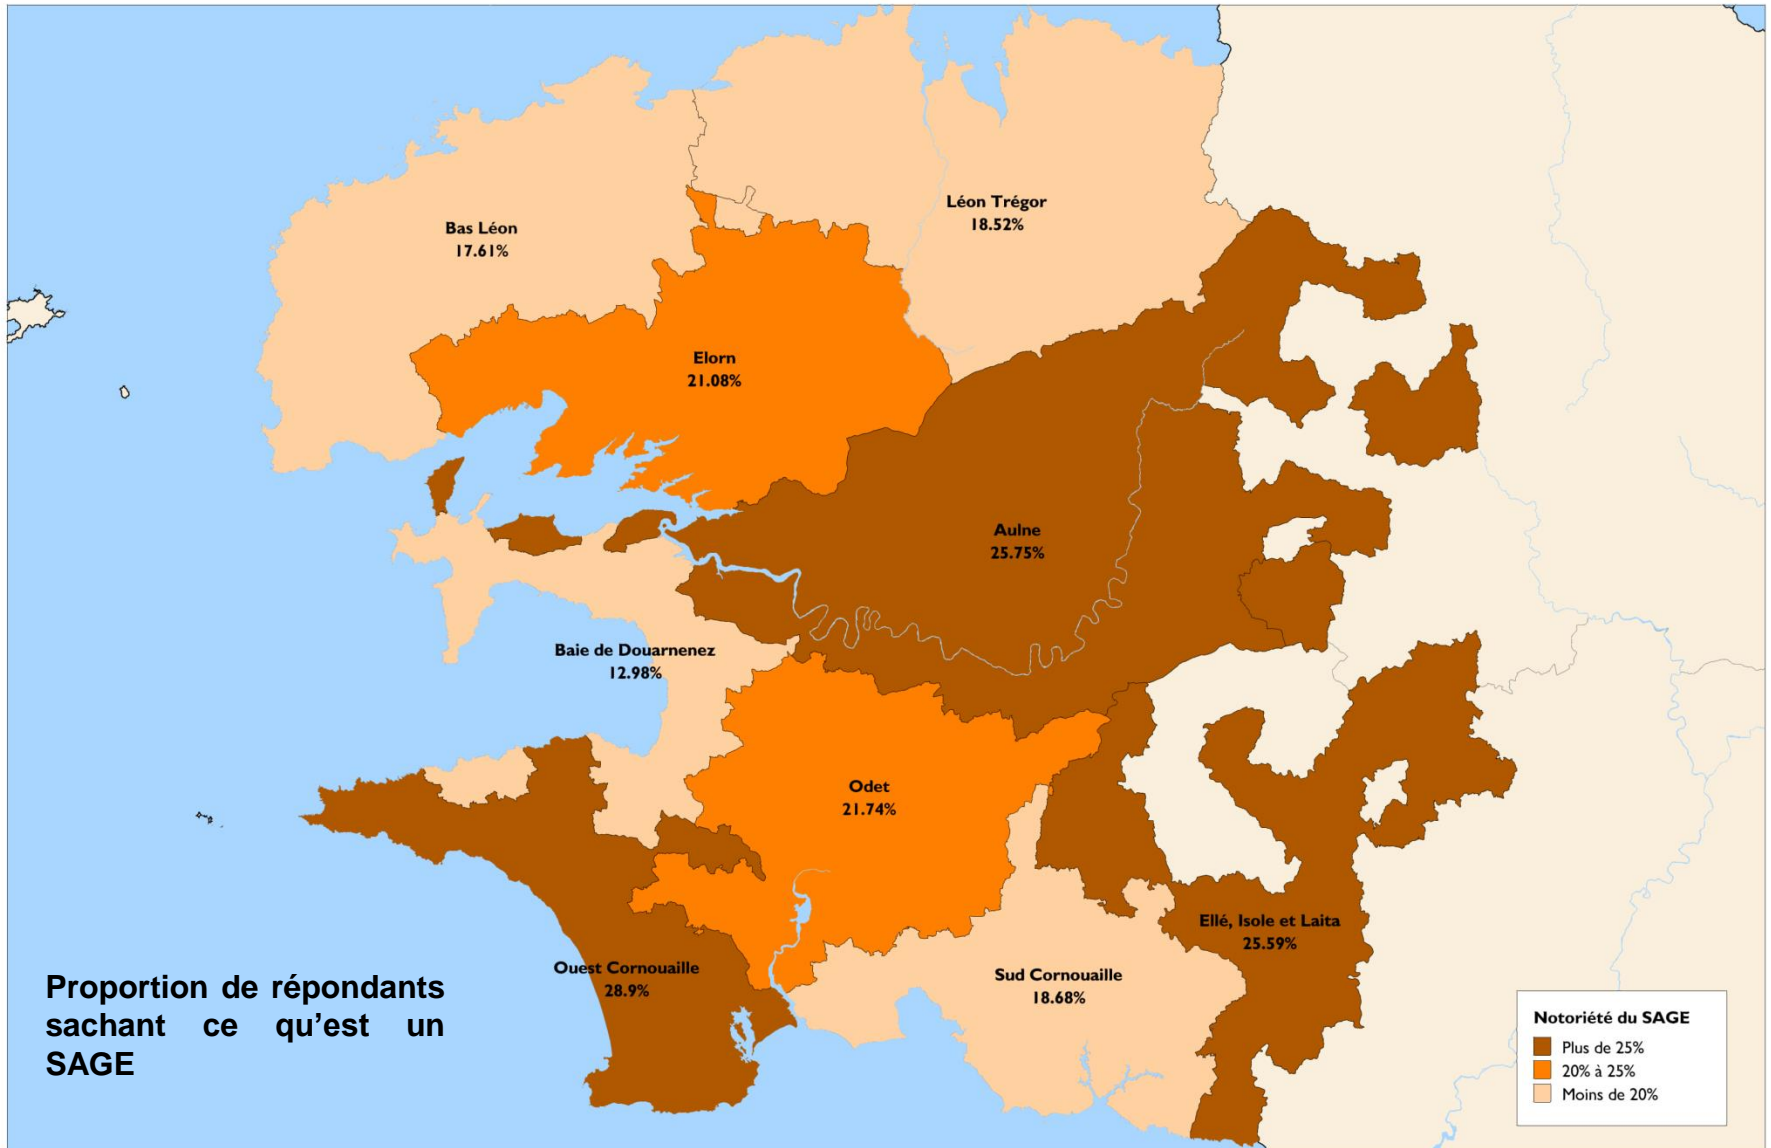 Léon Trégor
18.52%
Bas Léon
17.61%
Elorn
21.08%
Aulne
25.75%
Baie de Douarnenez
12.98%
Odet
21.74%
Ellé, Isole et Laita
25.59%
Ouest Cornouaille
28.9%
Sud Cornouaille
18.68%
Proportion de répondants
sachant ce qu’est un
SAGE
Notoriété du SAGE
Plus de 25%
20% à 25%
Moins de 20%